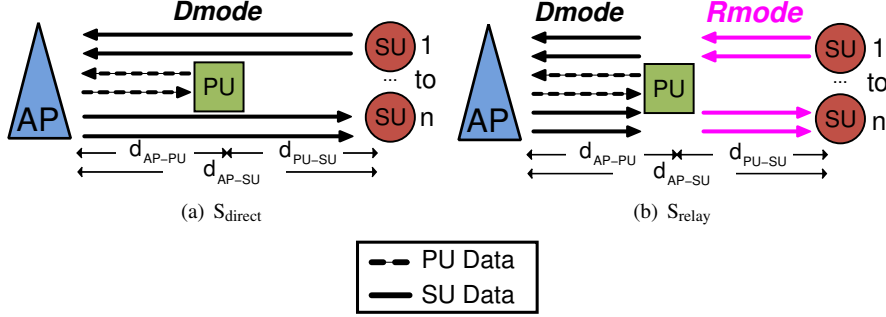 Dmode
AP
PU
SU 1
... to
SU n
d_AP–PU d_PU–SU
d_AP–SU
(a) S_direct
Dmode Rmode
AP
PU
SU 1
... to
SU n
d_AP–PU d_PU–SU
d_AP–SU
(b) S_relay
PU Data
SU Data